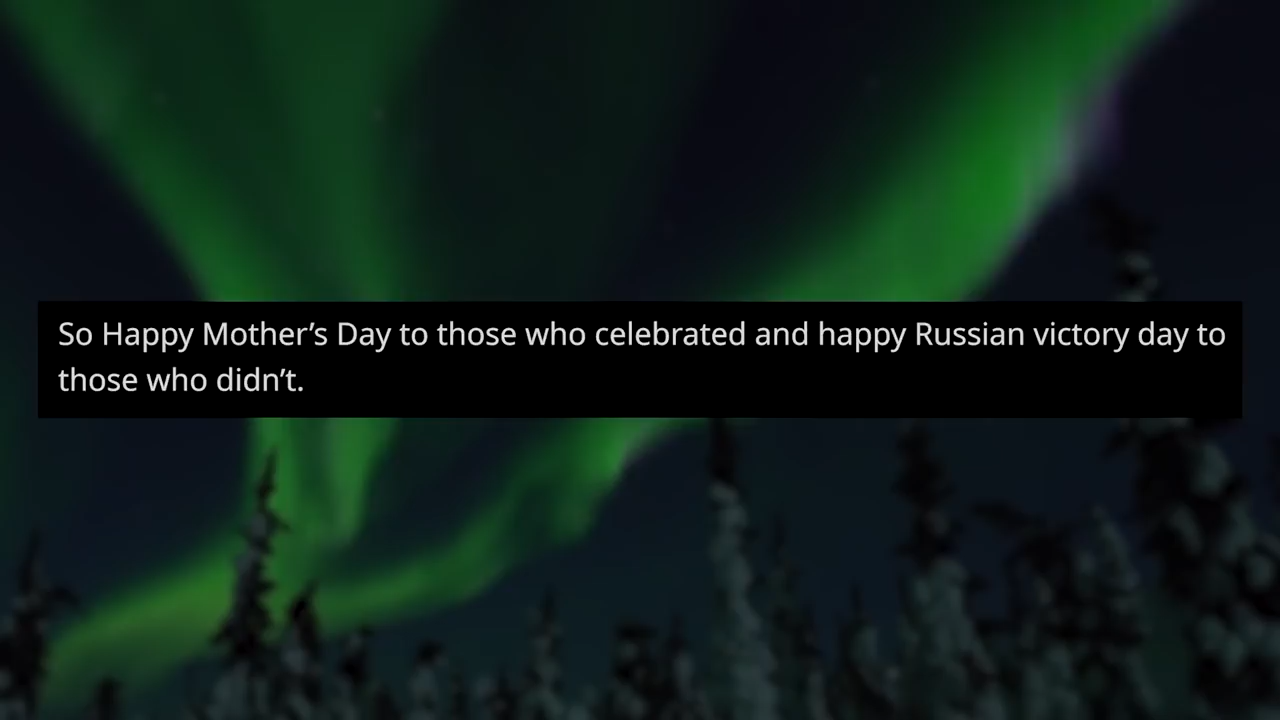 So Happy Mother’s Day to those who celebrated and happy Russian victory day to
those who didn’t.